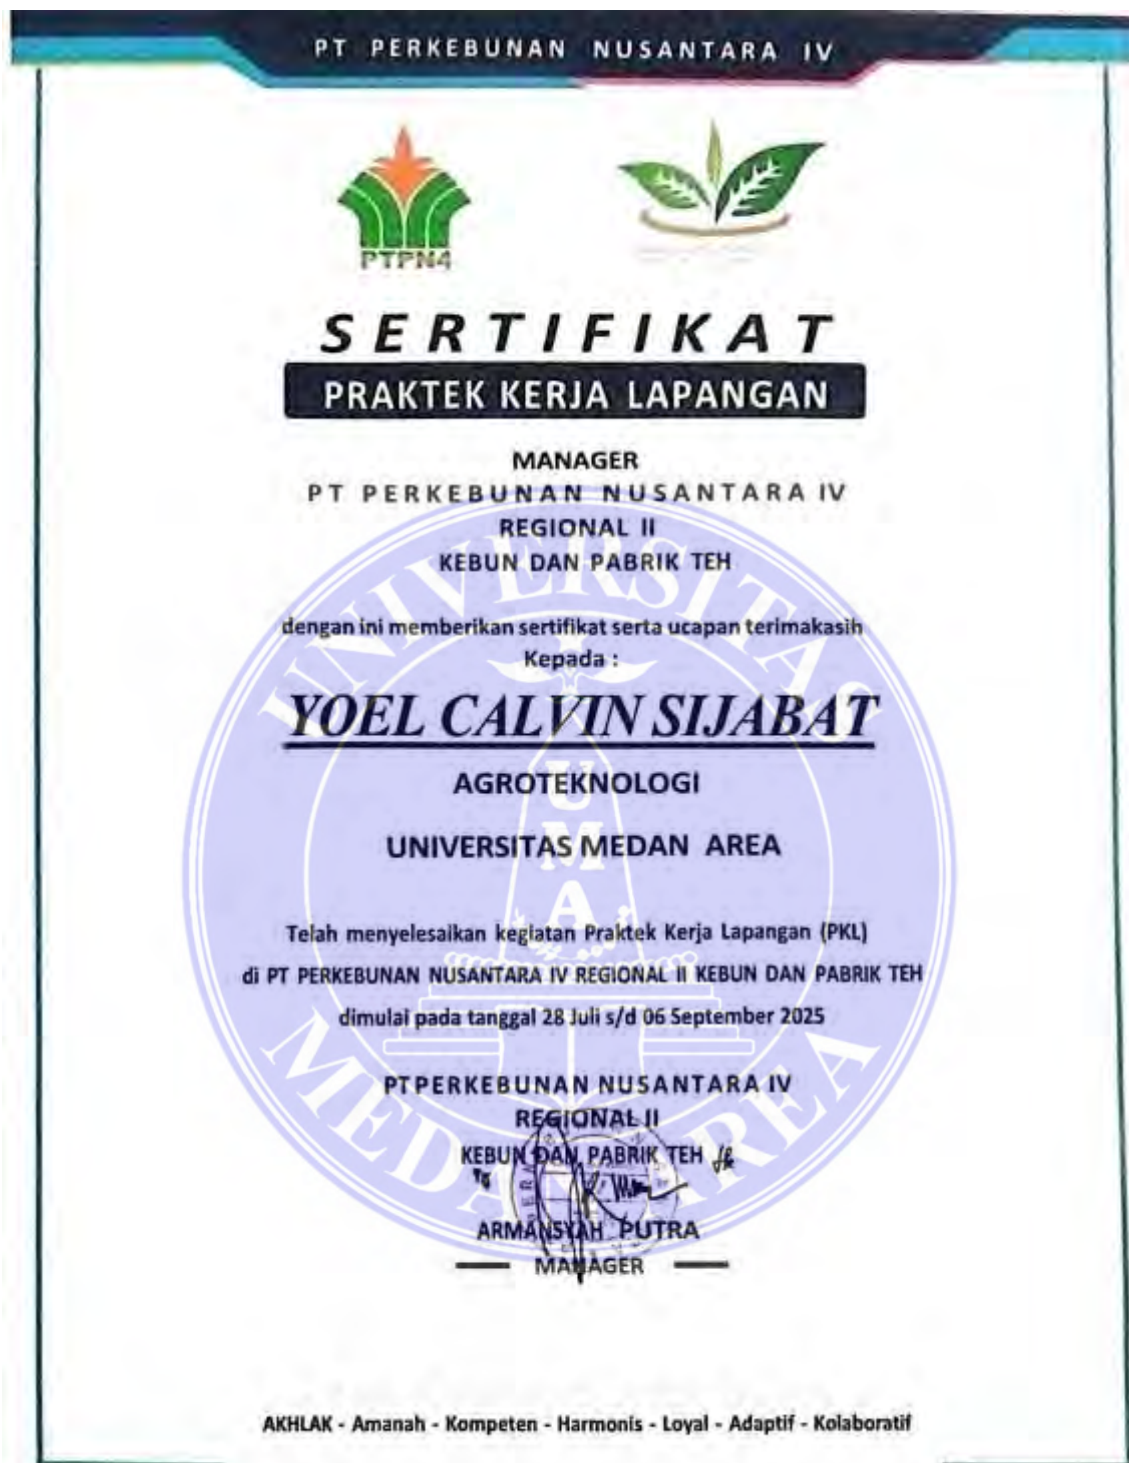 PT PERKEBUNAN NUSANTARA IV
PTPN4
SERTIFIKAT
PRAKTEK KERJA LAPANGAN
MANAGER
PT PERKEBUNAN NUSANTARA IV
REGIONAL II
KEBUN DAN PABRIK TEH
dengan ini memberikan sertifikat serta ucapan terimakasih
Kepada :
YOEL CALVIN SIJABAT
AGROTEKNOLOGI
UNIVERSITAS MEDAN AREA
Telah menyelesaikan kegiatan Praktek Kerja Lapangan (PKL)
di PT PERKEBUNAN NUSANTARA IV REGIONAL II KEBUN DAN PABRIK TEH
dimulai pada tanggal 28 Juli s/d 06 September 2025
PT PERKEBUNAN NUSANTARA IV
REGIONAL II
KEBUN DAN PABRIK TEH
ARMANSYAH PUTRA
MANAGER
AKHLAK - Amanah - Kompeten - Harmonis - Loyal - Adaptif - Kolaboratif
UNIVERSITAS
UMA
MEDAN AREA